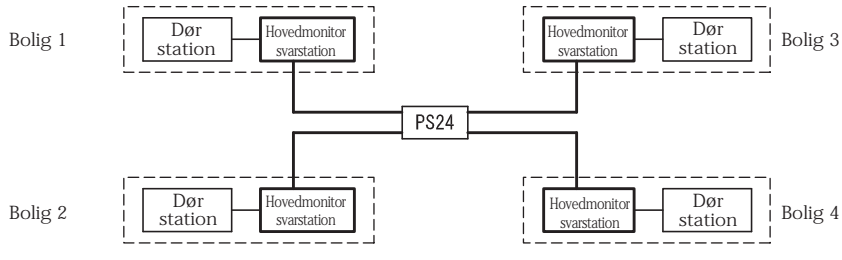 Bolig 1
Dør
station
Hovedmonitor
svarstation
Hovedmonitor
svarstation
Dør
station
Bolig 3
PS24
Bolig 2
Dør
station
Hovedmonitor
svarstation
Hovedmonitor
svarstation
Dør
station
Bolig 4